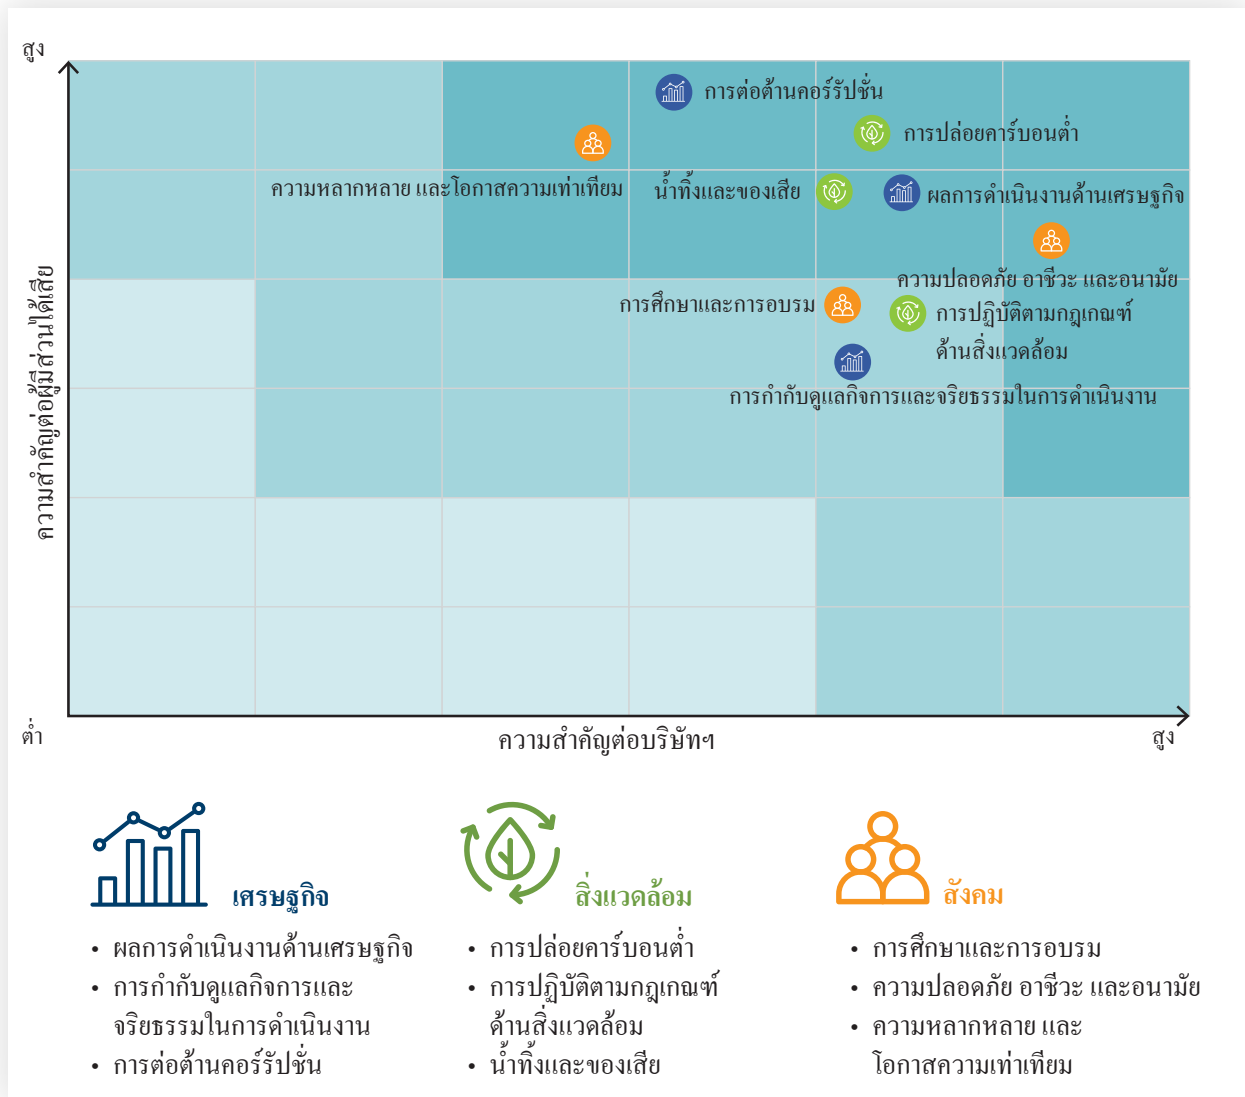 สูง
การต่อต้านคอร์รัปชั่น
การปล่อยคาร์บอนต่ำ
ความหลากหลาย และโอกาสความเท่าเทียม
น้ำทิ้งและของเสีย
ผลการดำเนินงานด้านเศรษฐกิจ
ความปลอดภัย อาชีวะ และอนามัย
การศึกษาและการอบรม
การปฏิบัติตามกฎเกณฑ์
ด้านสิ่งแวดล้อม
การกำกับดูแลกิจการและจริยธรรมในการดำเนินงาน
ความสำคัญต่อผู้มีส่วนได้เสีย
ต่ำ
ความสำคัญต่อบริษัทฯ
สูง
เศรษฐกิจ
• ผลการดำเนินงานด้านเศรษฐกิจ
• การกำกับดูแลกิจการและ
จริยธรรมในการดำเนินงาน
• การต่อต้านคอร์รัปชั่น
สิ่งแวดล้อม
• การปล่อยคาร์บอนต่ำ
• การปฏิบัติตามกฎเกณฑ์
ด้านสิ่งแวดล้อม
• น้ำทิ้งและของเสีย
สังคม
• การศึกษาและการอบรม
• ความปลอดภัย อาชีวะ และอนามัย
• ความหลากหลาย และ
โอกาสความเท่าเทียม